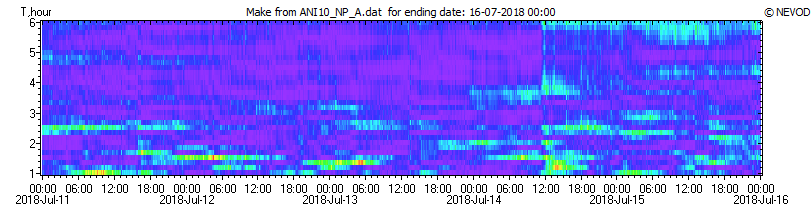 T,hour Make from ANI10_NP_A.dat for ending date: 16-07-2018 00:00 © NEVOD
6
5
4
3
2
1
00:00 06:00 12:00 18:00 00:00 06:00 12:00 18:00 00:00 06:00 12:00 18:00 00:00 06:00 12:00 18:00 00:00 06:00 12:00 18:00 00:00
2018-Jul-11 2018-Jul-12 2018-Jul-13 2018-Jul-14 2018-Jul-15 2018-Jul-16